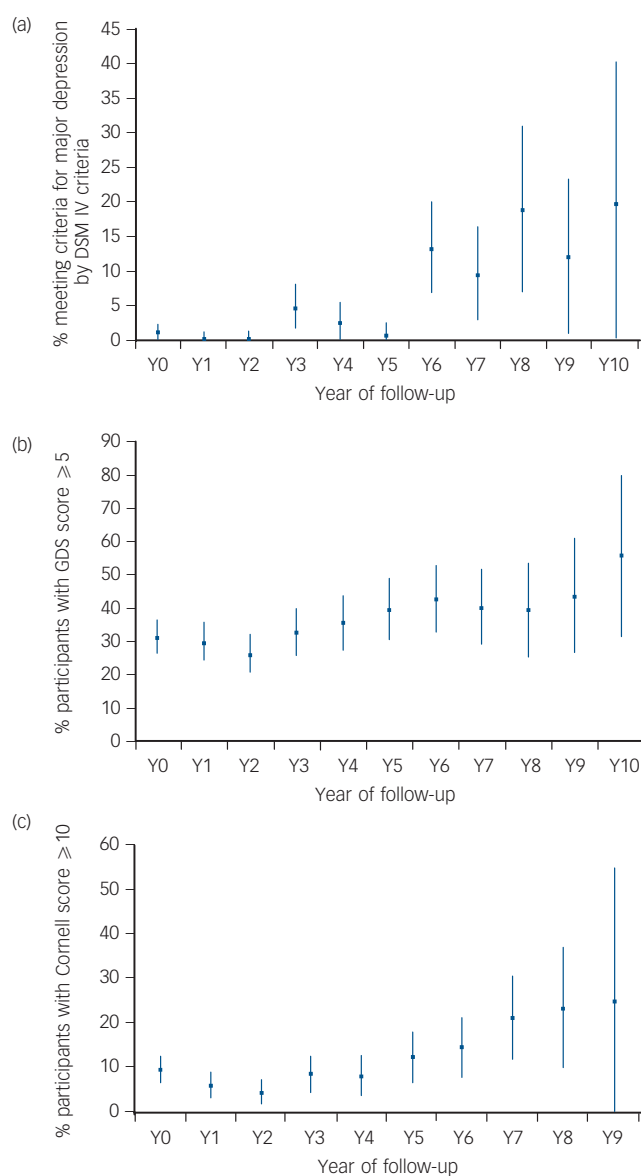 (a)
% meeting criteria for major depression
by DSM IV criteria
45
40
35
30
25
20
15
10
5
0
Y0 Y1 Y2 Y3 Y4 Y5 Y6 Y7 Y8 Y9 Y10
Year of follow-up
(b)
% participants with GDS score ⩾ 5
90
80
70
60
50
40
30
20
10
0
Y0 Y1 Y2 Y3 Y4 Y5 Y6 Y7 Y8 Y9 Y10
Year of follow-up
(c)
% participants with Cornell score ⩾ 10
60
50
40
30
20
10
0
Y0 Y1 Y2 Y3 Y4 Y5 Y6 Y7 Y8 Y9
Year of follow-up